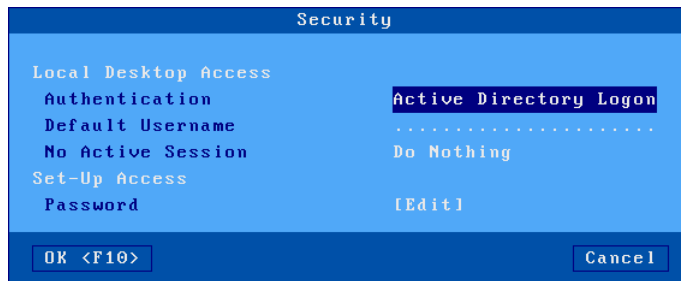 Security
Local Desktop Access
Authentication Active Directory Logon
Default Username ......................
No Active Session Do Nothing
Set-Up Access
Password [Edit]
OK <F10> Cancel